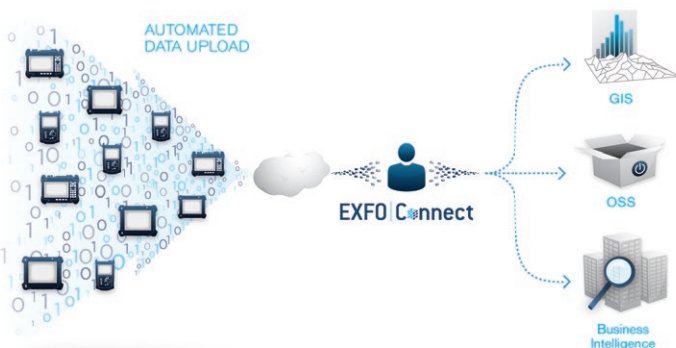 AUTOMATED
DATA UPLOAD
EXFO|Connect
GIS
OSS
Business
Intelligence